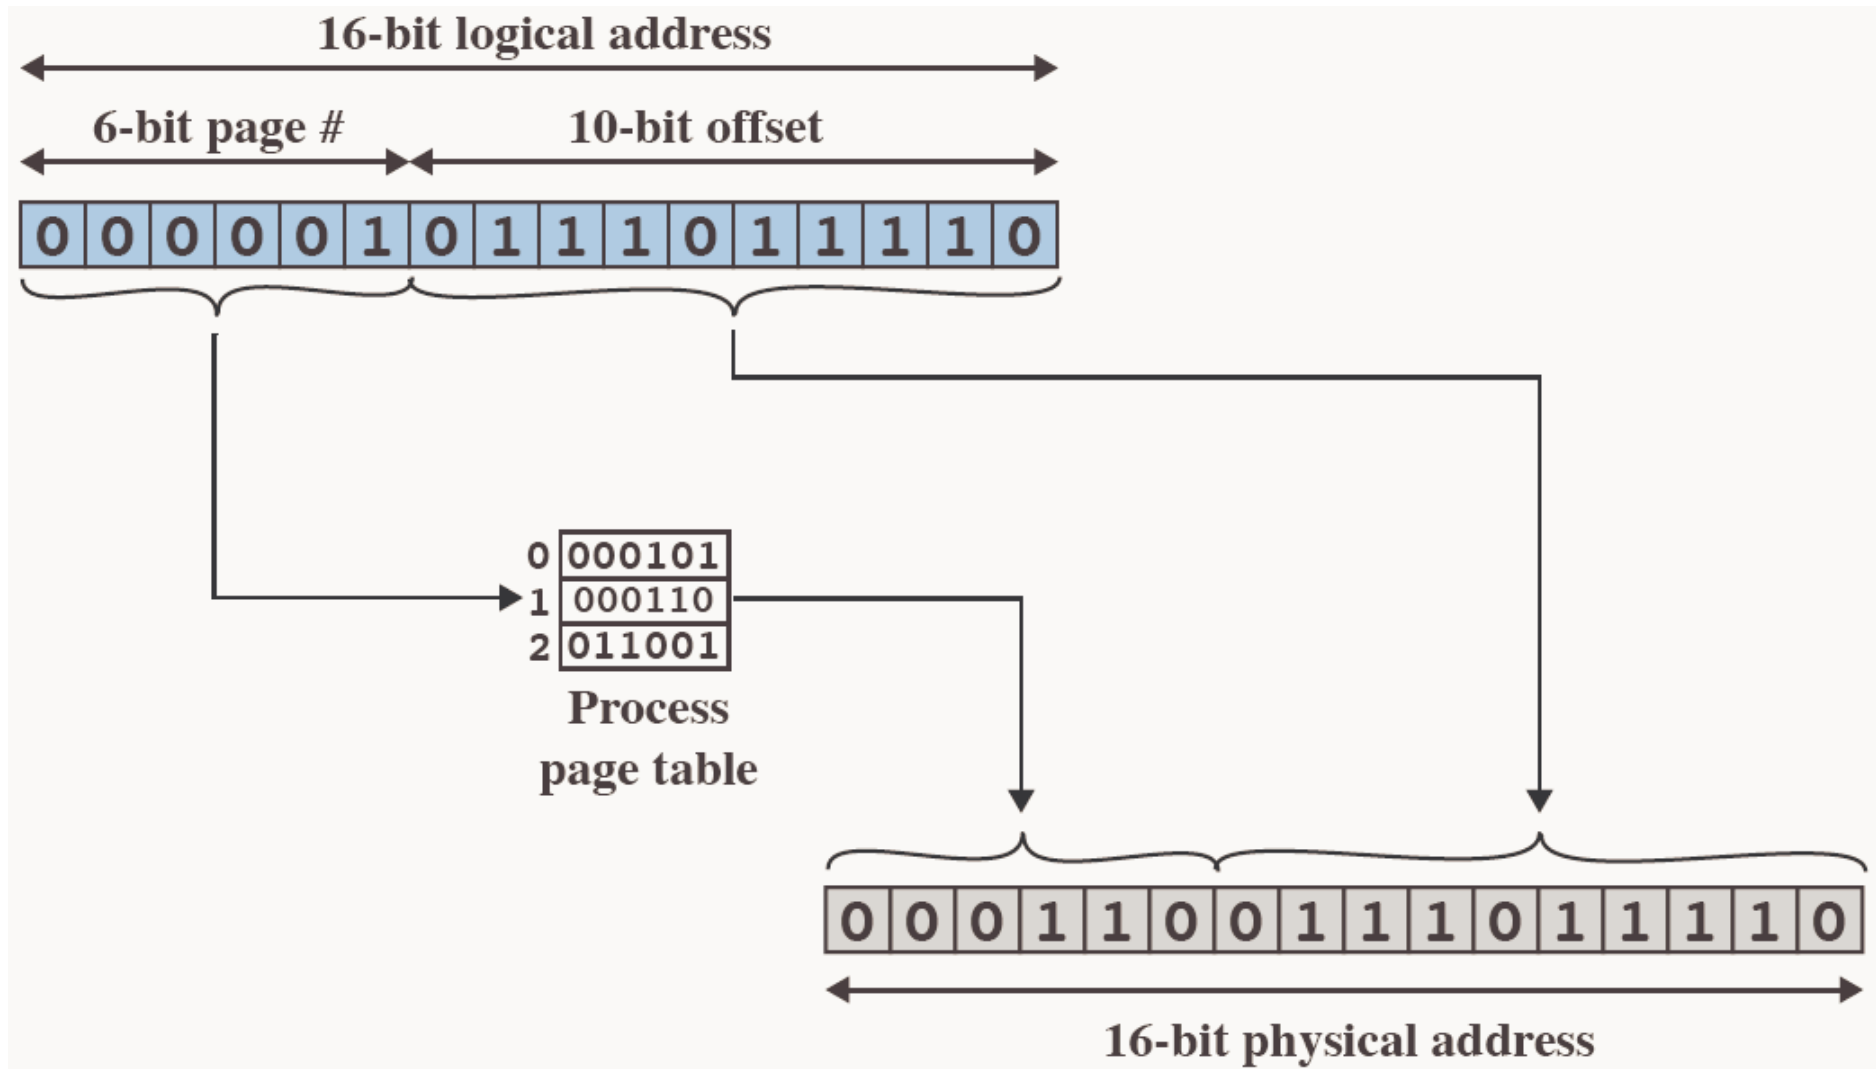 16-bit logical address
6-bit page # 10-bit offset
0 0 0 0 0 1 0 1 1 1 0 1 1 1 1 0
0 000101
1 000110
2 011001
Process
page table
0 0 0 1 1 0 0 1 1 1 0 1 1 1 1 0
16-bit physical address